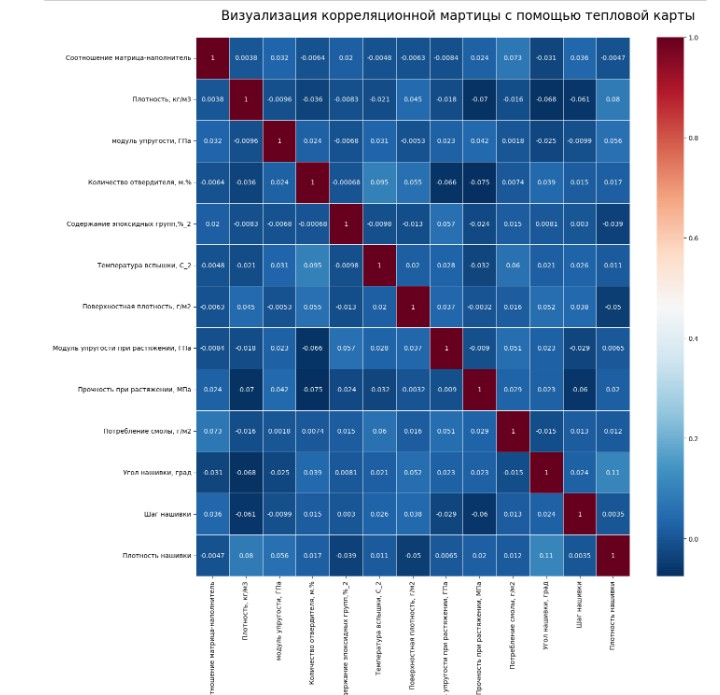 Визуализация корреляционной мартицы с помощью тепловой карты
Соотношение матрица-наполнитель 1 0.0038 0.032 -0.0064 0.02 -0.0048 -0.0063 -0.0084 0.024 0.073 -0.031 0.036 -0.0047
Плотность, кг/м3 0.0038 1 -0.0096 -0.036 -0.0083 -0.021 0.045 -0.018 -0.07 -0.016 -0.068 -0.061 0.08
модуль упругости, ГПа 0.032 -0.0096 1 0.024 -0.0068 0.031 -0.0053 0.023 0.042 0.0018 -0.025 -0.0099 0.056
Количество отвердителя, м.% -0.0064 -0.036 0.024 1 -0.00068 0.095 0.055 -0.066 -0.075 0.0074 0.039 0.015 0.017
Содержание эпоксидных групп,%_2 0.02 -0.0083 -0.0068 -0.00068 1 -0.0098 -0.013 0.057 -0.024 0.015 0.0081 0.003 -0.039
Температура вспышки, С_2 -0.0048 -0.021 0.031 0.095 -0.0098 1 0.02 0.028 -0.032 0.06 0.021 0.026 0.011
Поверхностная плотность, г/м2 -0.0063 0.045 -0.0053 0.055 -0.013 0.02 1 0.037 -0.0032 0.016 0.052 0.038 -0.05
Модуль упругости при растяжении, ГПа -0.0084 -0.018 0.023 -0.066 0.057 0.028 0.037 1 -0.009 0.051 0.023 -0.029 0.0065
Прочность при растяжении, МПа 0.024 -0.07 0.042 -0.075 -0.024 -0.032 -0.0032 -0.009 1 0.029 0.023 -0.06 0.02
Потребление смолы, г/м2 0.073 -0.016 0.0018 0.0074 0.015 0.06 0.016 0.051 0.029 1 -0.015 0.013 0.012
Угол нашивки, град -0.031 -0.068 -0.025 0.039 0.0081 0.021 0.052 0.023 0.023 -0.015 1 0.024 0.11
Шаг нашивки 0.036 -0.061 -0.0099 0.015 0.003 0.026 0.038 -0.029 -0.06 0.013 0.024 1 0.0035
Плотность нашивки -0.0047 0.08 0.056 0.017 -0.039 0.011 -0.05 0.0065 0.02 0.012 0.11 0.0035 1
тношение матрица-наполнитель
Плотность, кг/м3
модуль упругости, ГПа
Количество отвердителя, м.%
держание эпоксидных групп,%_2
Температура вспышки, С_2
Поверхностная плотность, г/м2
упругости при растяжении, ГПа
Прочность при растяжении, МПа
Потребление смолы, г/м2
Угол нашивки, град
Шаг нашивки
Плотность нашивки
1.0
0.8
0.6
0.4
0.2
0.0